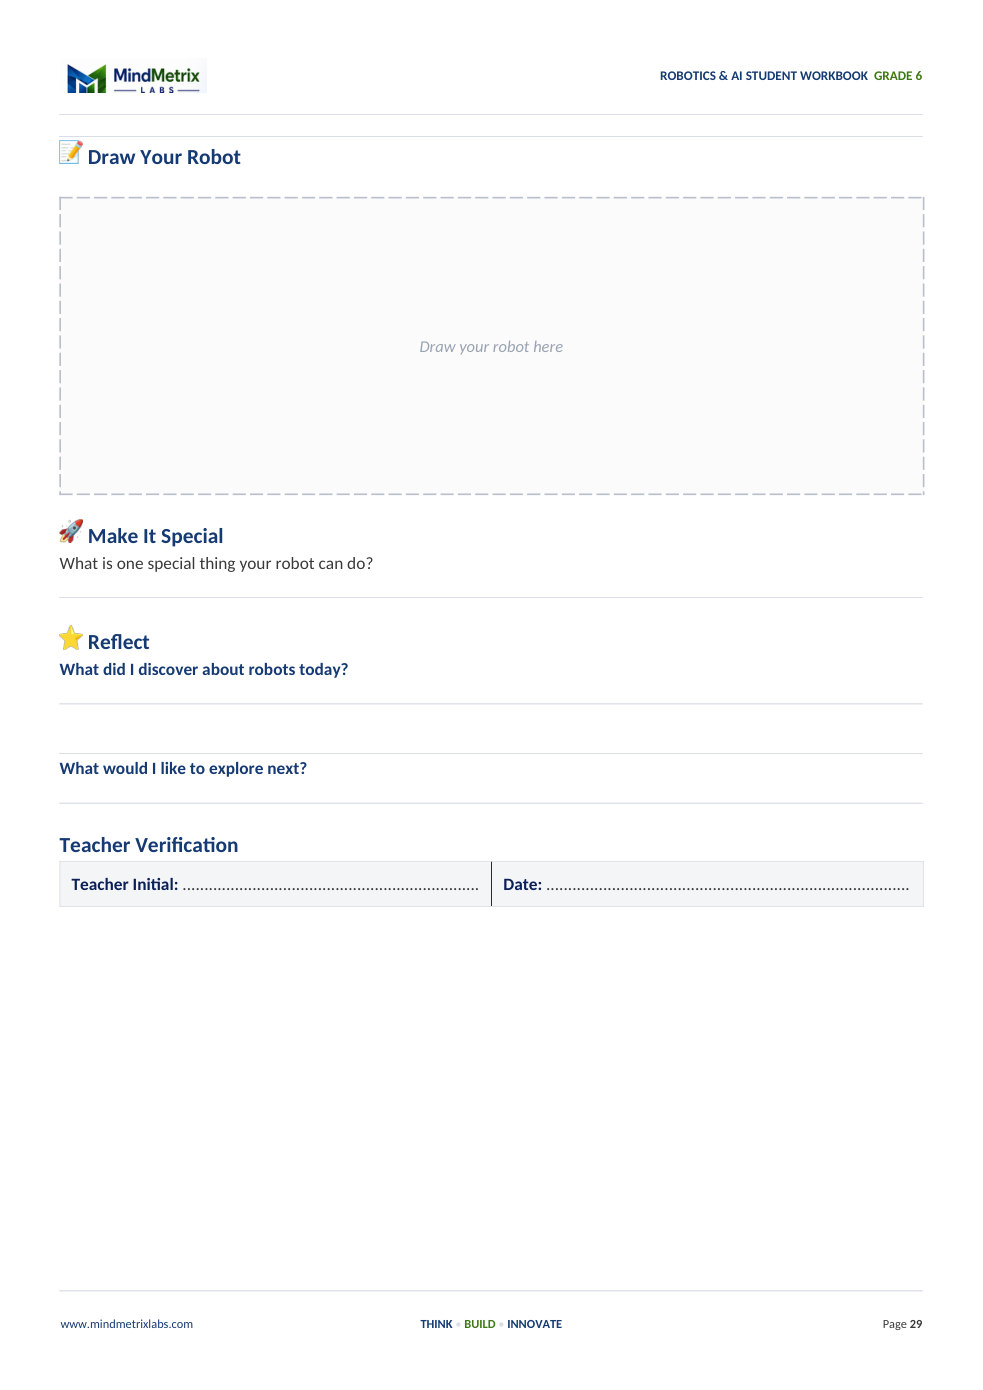 MindMetrix
LABS
ROBOTICS & AI STUDENT WORKBOOK GRADE 6
Draw Your Robot
Draw your robot here
Make It Special
What is one special thing your robot can do?
Reflect
What did I discover about robots today?
What would I like to explore next?
Teacher Verification
Teacher Initial: ..................................................................
Date: .................................................................................
www.mindmetrixlabs.com
THINK • BUILD • INNOVATE
Page 29